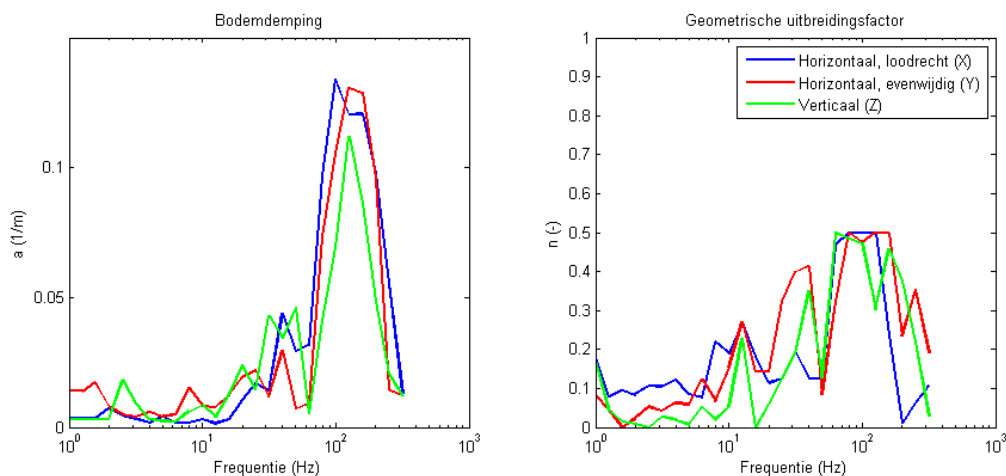 Bodemdemping
a (1/m)
0.1
0.05
0
10^0
10^1
10^2
10^3
Frequentie (Hz)
Geometrische uitbreidingsfactor
Horizontaal, loodrecht (X)
Horizontaal, evenwijdig (Y)
Verticaal (Z)
n (-)
1
0.9
0.8
0.7
0.6
0.5
0.4
0.3
0.2
0.1
0
10^0
10^1
10^2
10^3
Frequentie (Hz)